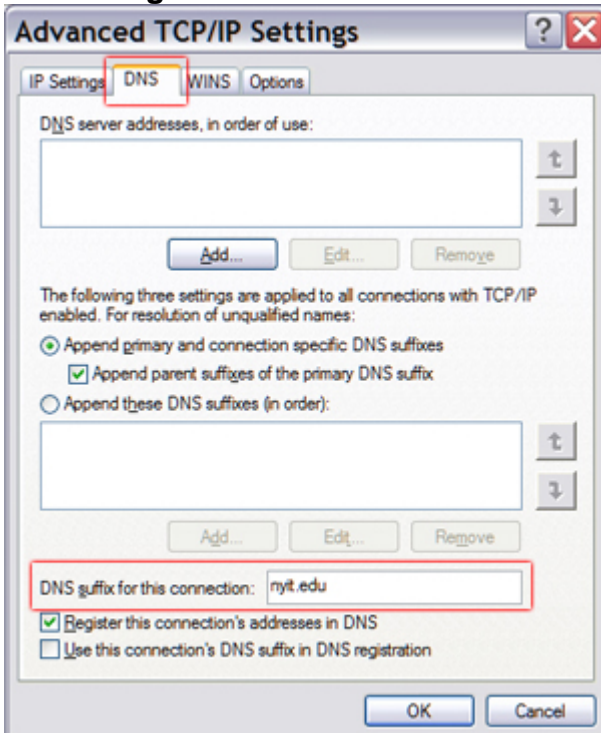 Advanced TCP/IP Settings
IP Settings DNS WINS Options
DNS server addresses, in order of use:
Add... Edit... Remove
The following three settings are applied to all connections with TCP/IP
enabled. For resolution of unqualified names:
Append primary and connection specific DNS suffixes
Append parent suffixes of the primary DNS suffix
Append these DNS suffixes (in order):
Add... Edit... Remove
DNS suffix for this connection: nyit.edu
Register this connection's addresses in DNS
Use this connection's DNS suffix in DNS registration
OK Cancel